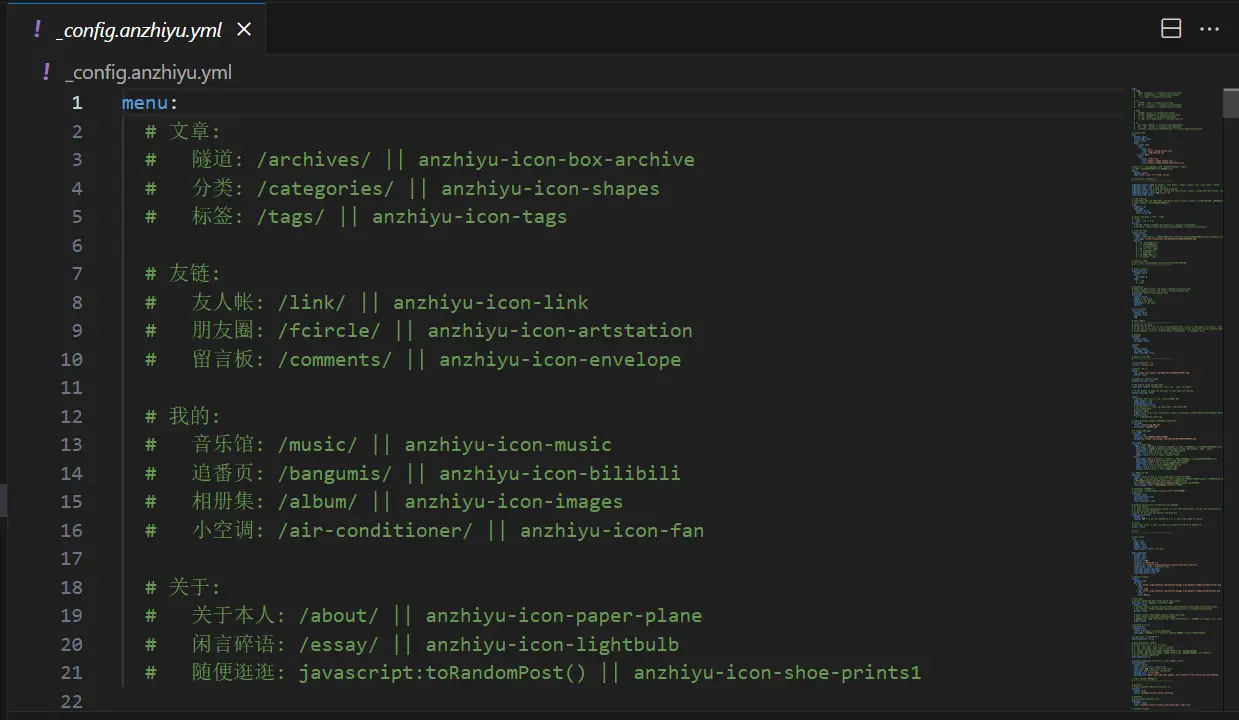 _config.anzhiyu.yml
_config.anzhiyu.yml
1 menu:
2 # 文章:
3 #   隧道: /archives/ || anzhiyu-icon-box-archive
4 #   分类: /categories/ || anzhiyu-icon-shapes
5 #   标签: /tags/ || anzhiyu-icon-tags
6
7 # 友链:
8 #   友人帐: /link/ || anzhiyu-icon-link
9 #   朋友圈: /fcircle/ || anzhiyu-icon-artstation
10 #   留言板: /comments/ || anzhiyu-icon-envelope
11
12 # 我的:
13 #   音乐馆: /music/ || anzhiyu-icon-music
14 #   追番页: /bangumis/ || anzhiyu-icon-bilibili
15 #   相册集: /album/ || anzhiyu-icon-images
16 #   小空调: /air-conditioner/ || anzhiyu-icon-fan
17
18 # 关于:
19 #   关于本人: /about/ || anzhiyu-icon-paper-plane
20 #   闲言碎语: /essay/ || anzhiyu-icon-lightbulb
21 #   随便逛逛: javascript:toRandomPost() || anzhiyu-icon-shoe-prints1
22